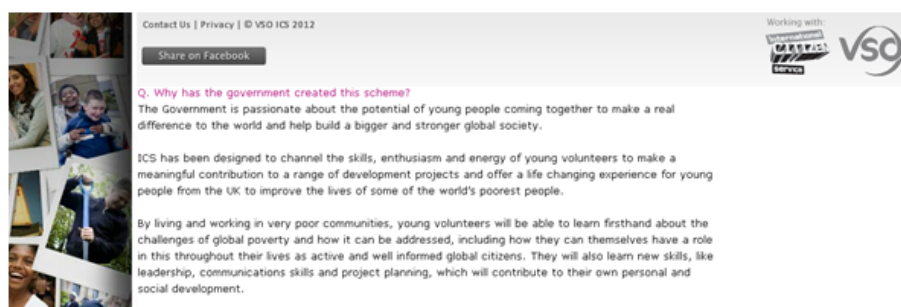 Contact Us | Privacy | © VSO ICS 2012
Working with:
Share on Facebook
International
CITIZEN
Service
VSO
Q. Why has the government created this scheme?
The Government is passionate about the potential of young people coming together to make a real
difference to the world and help build a bigger and stronger global society.
ICS has been designed to channel the skills, enthusiasm and energy of young volunteers to make a
meaningful contribution to a range of development projects and offer a life changing experience for young
people from the UK to improve the lives of some of the world's poorest people.
By living and working in very poor communities, young volunteers will be able to learn firsthand about the
challenges of global poverty and how it can be addressed, including how they can themselves have a role
in this throughout their lives as active and well informed global citizens. They will also learn new skills, like
leadership, communications skills and project planning, which will contribute to their own personal and
social development.